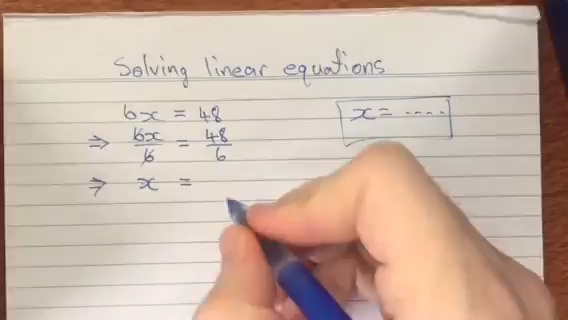 Solving linear equations
6x = 48
x = ....
⇒ 6x/6 = 48/6
⇒ x =